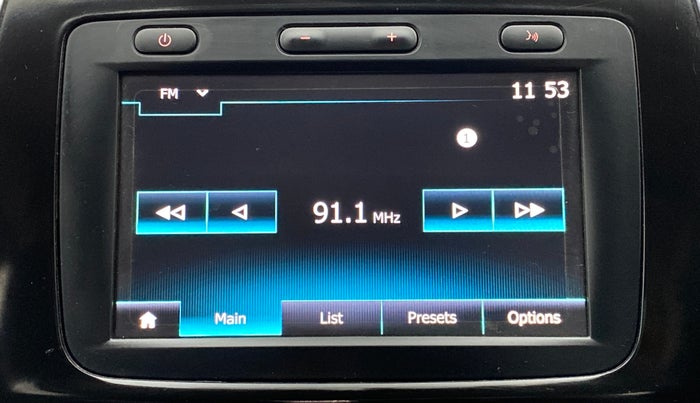 FM
11 53
1
91.1 MHz
Main
List
Presets
Options